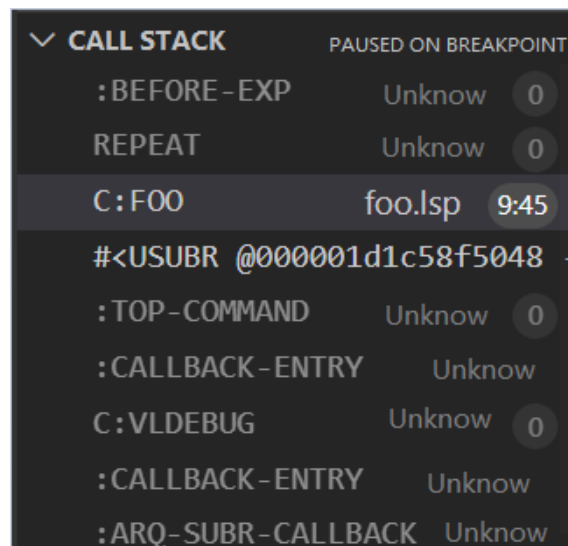 CALL STACK PAUSED ON BREAKPOINT
:BEFORE-EXP Unknow 0
REPEAT Unknow 0
C:FOO foo.lsp 9:45
#<USUBR @000001d1c58f5048 -
:TOP-COMMAND Unknow 0
:CALLBACK-ENTRY Unknow
C:VLDEBUG Unknow 0
:CALLBACK-ENTRY Unknow
:ARQ-SUBR-CALLBACK Unknow